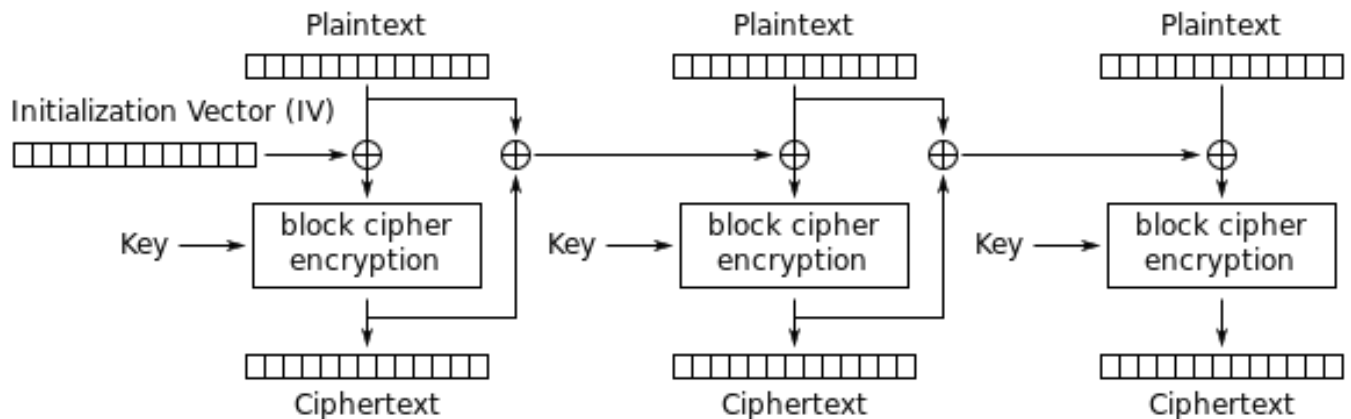 Plaintext
Plaintext
Plaintext
Initialization Vector (IV)
Key
block cipher
encryption
Key
block cipher
encryption
Key
block cipher
encryption
Ciphertext
Ciphertext
Ciphertext